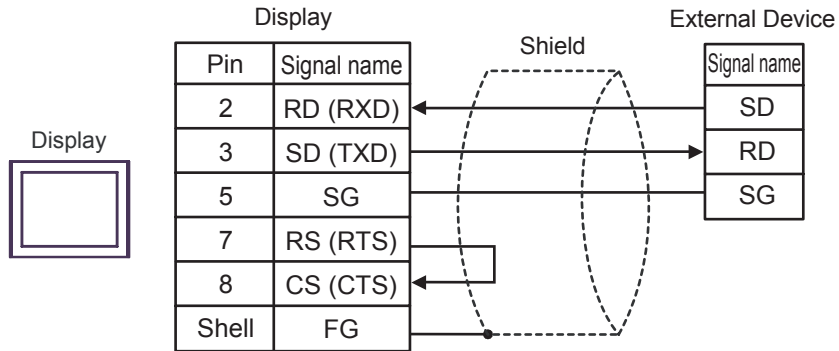 Display
External Device
Shield
Display
Pin Signal name
2 RD (RXD)
3 SD (TXD)
5 SG
7 RS (RTS)
8 CS (CTS)
Shell FG
Signal name
SD
RD
SG